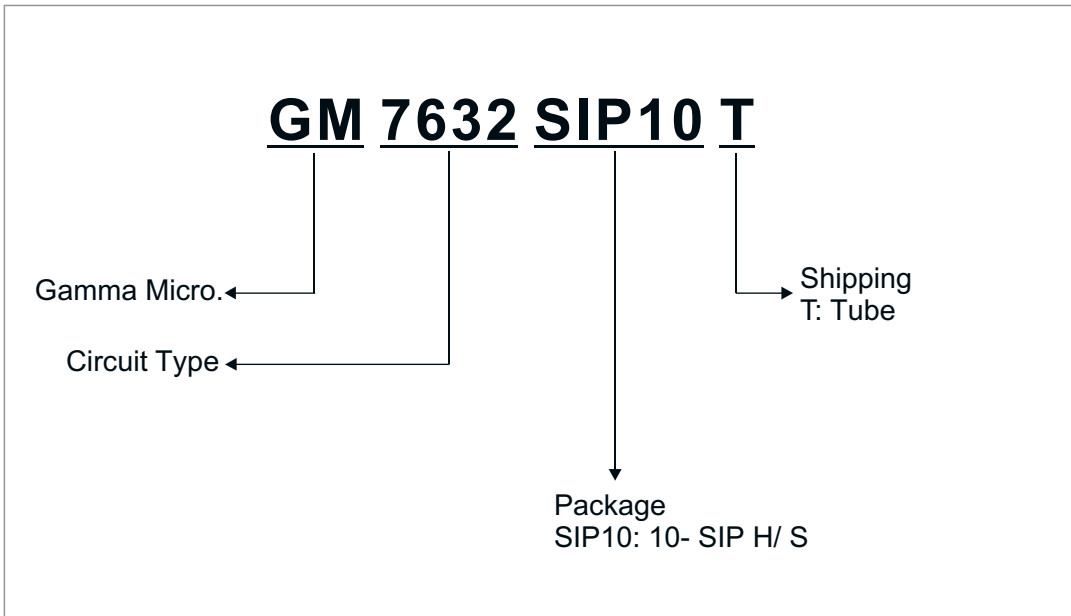 GM 7632 SIP10 T
Gamma Micro.
Shipping
T: Tube
Circuit Type
Package
SIP10: 10- SIP H/ S